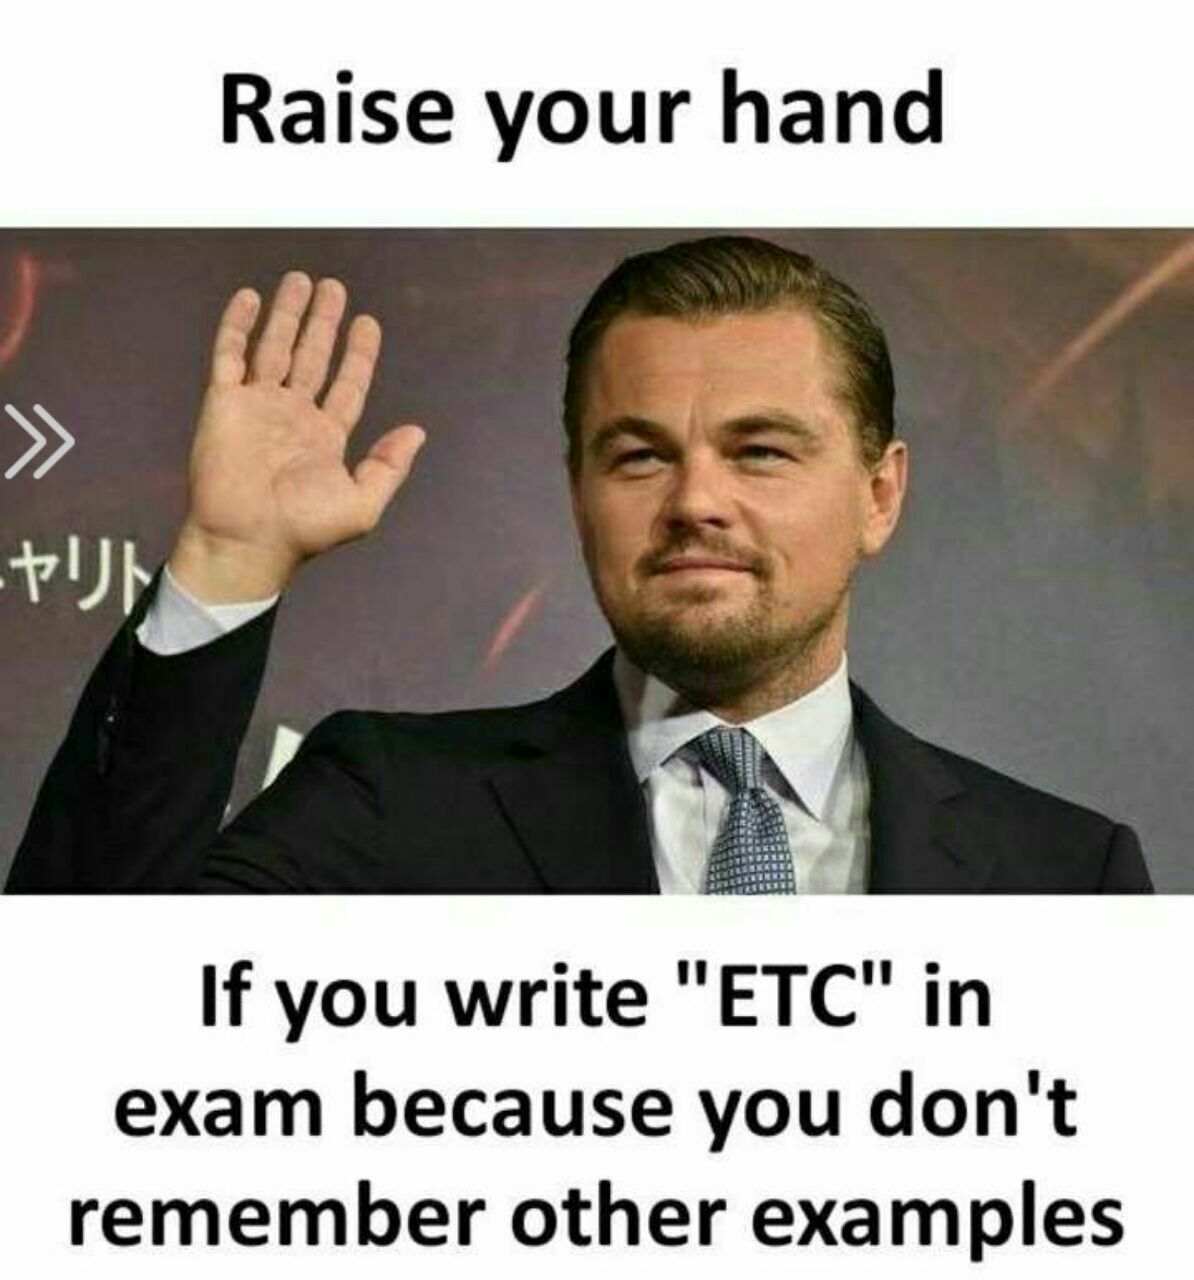 Raise your hand
ャリト
If you write "ETC" in
exam because you don't
remember other examples